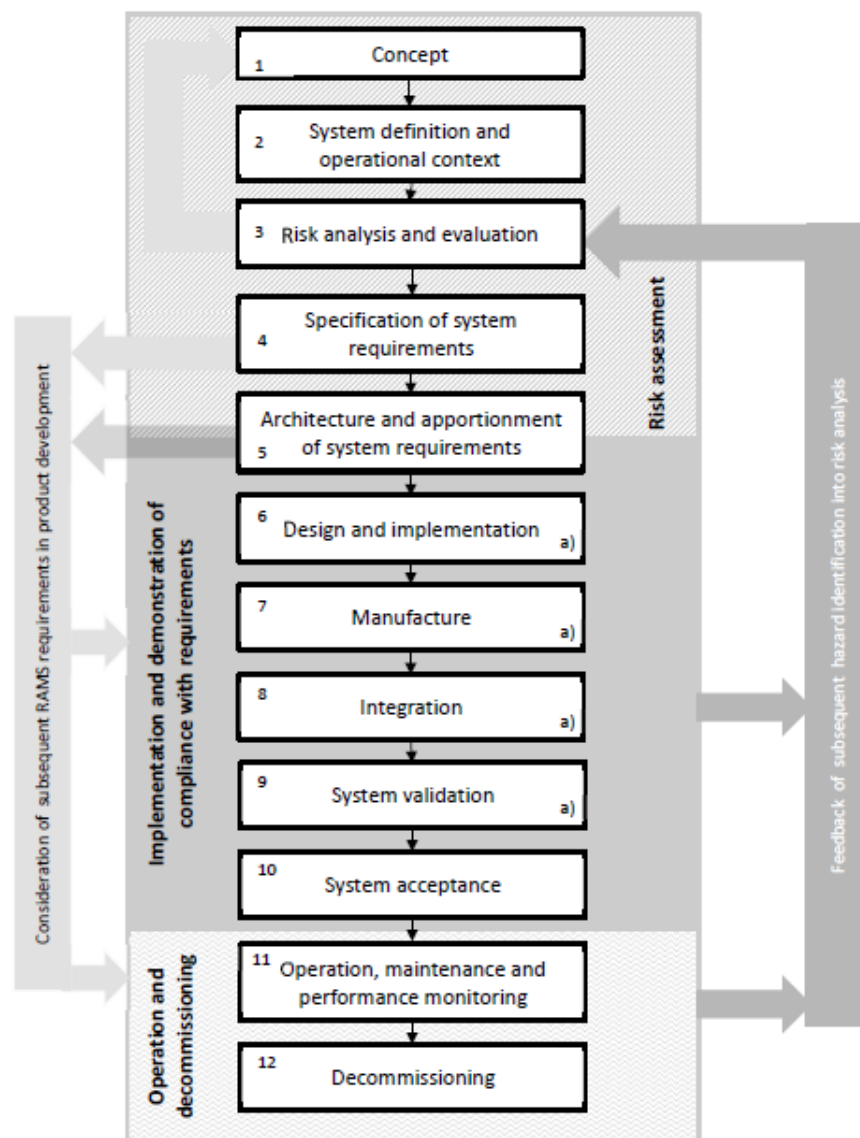 1
Concept
2
System definition and
operational context
3
Risk analysis and evaluation
4
Specification of system
requirements
5
Architecture and apportionment
of system requirements
6
Design and implementation
a)
7
Manufacture
a)
8
Integration
a)
9
System validation
a)
10
System acceptance
11
Operation, maintenance and
performance monitoring
12
Decommissioning
Risk assessment
Implementation and demonstration of
compliance with requirements
Operation and
decommissioning
Consideration of subsequent RAMS requirements in product development
Feedback of subsequent hazard identification into risk analysis